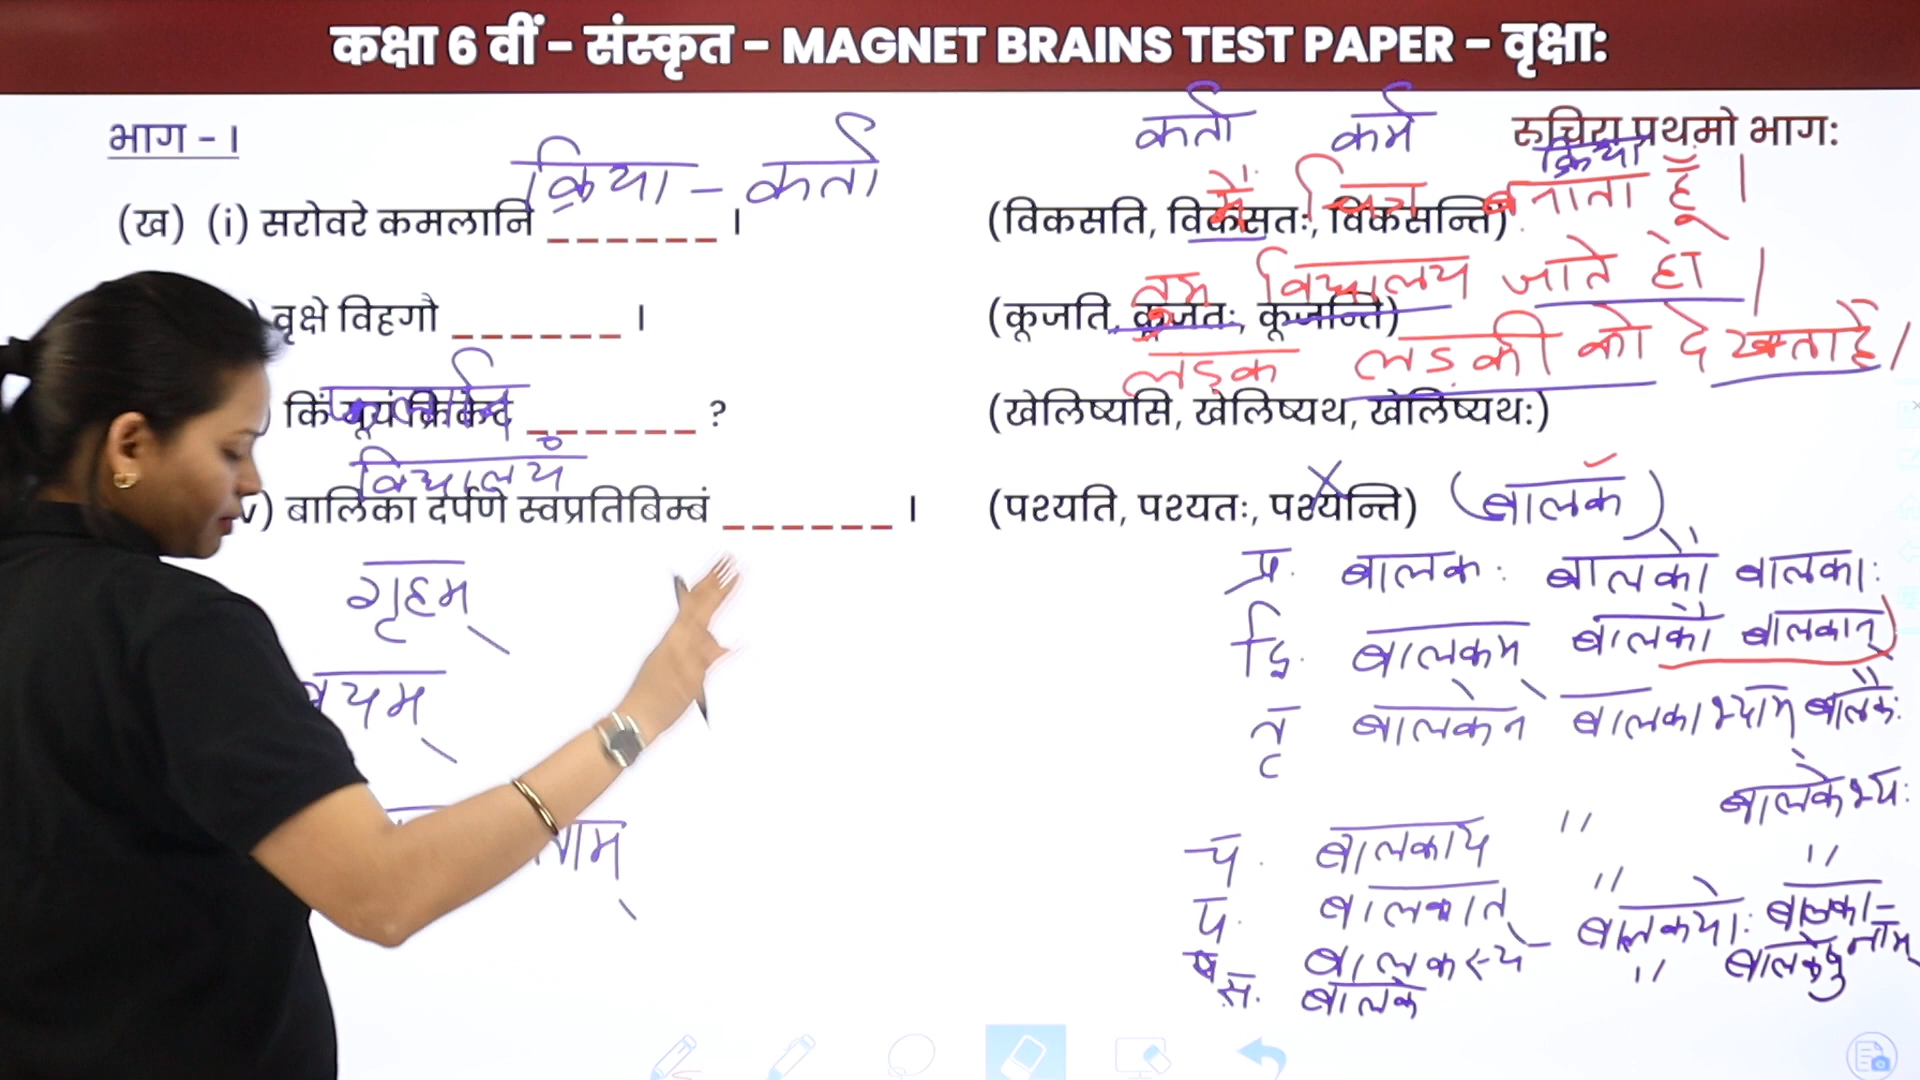 कक्षा 6 वीं – संस्कृत – MAGNET BRAINS TEST PAPER – वृक्षा:
भाग – I
कर्ता कर्म
रुचिरा प्रथमो भाग:
क्रिया – कर्ता
क्रिया
मैं चित्र बनाता हूँ ।
(ख) (i) सरोवरे कमलानि ______ । (विकसति, विकसतः, विकसन्ति)
तुम विद्यालय जाते हो ।
) वृक्षे विहगौ ______ । (कूजति, कूजतः, कूजन्ति)
लड़क लड़की को देखता है।
) किं यूयं क्रिकेट ______ ? (खेलिष्यसि, खेलिष्यथ, खेलिष्यथ:)
विद्यालयं
v) बालिका दर्पणे स्वप्रतिबिम्बं ______ । (पश्यति, पश्यतः, पश्यन्ति) (बालक)
गृहम्
प्र. बालक: बालकौ बालका:
द्वि. बालकम् बालकौ बालकान्
वयम्
तृ बालकेन बालकाभ्याम् बालकै:
नाम्
च. बालकाय " बालकेभ्य:
पं. बालकात् " "
ष बालकस्य – बालकयो: बालका-नाम्
स. बालके " बालकेषु